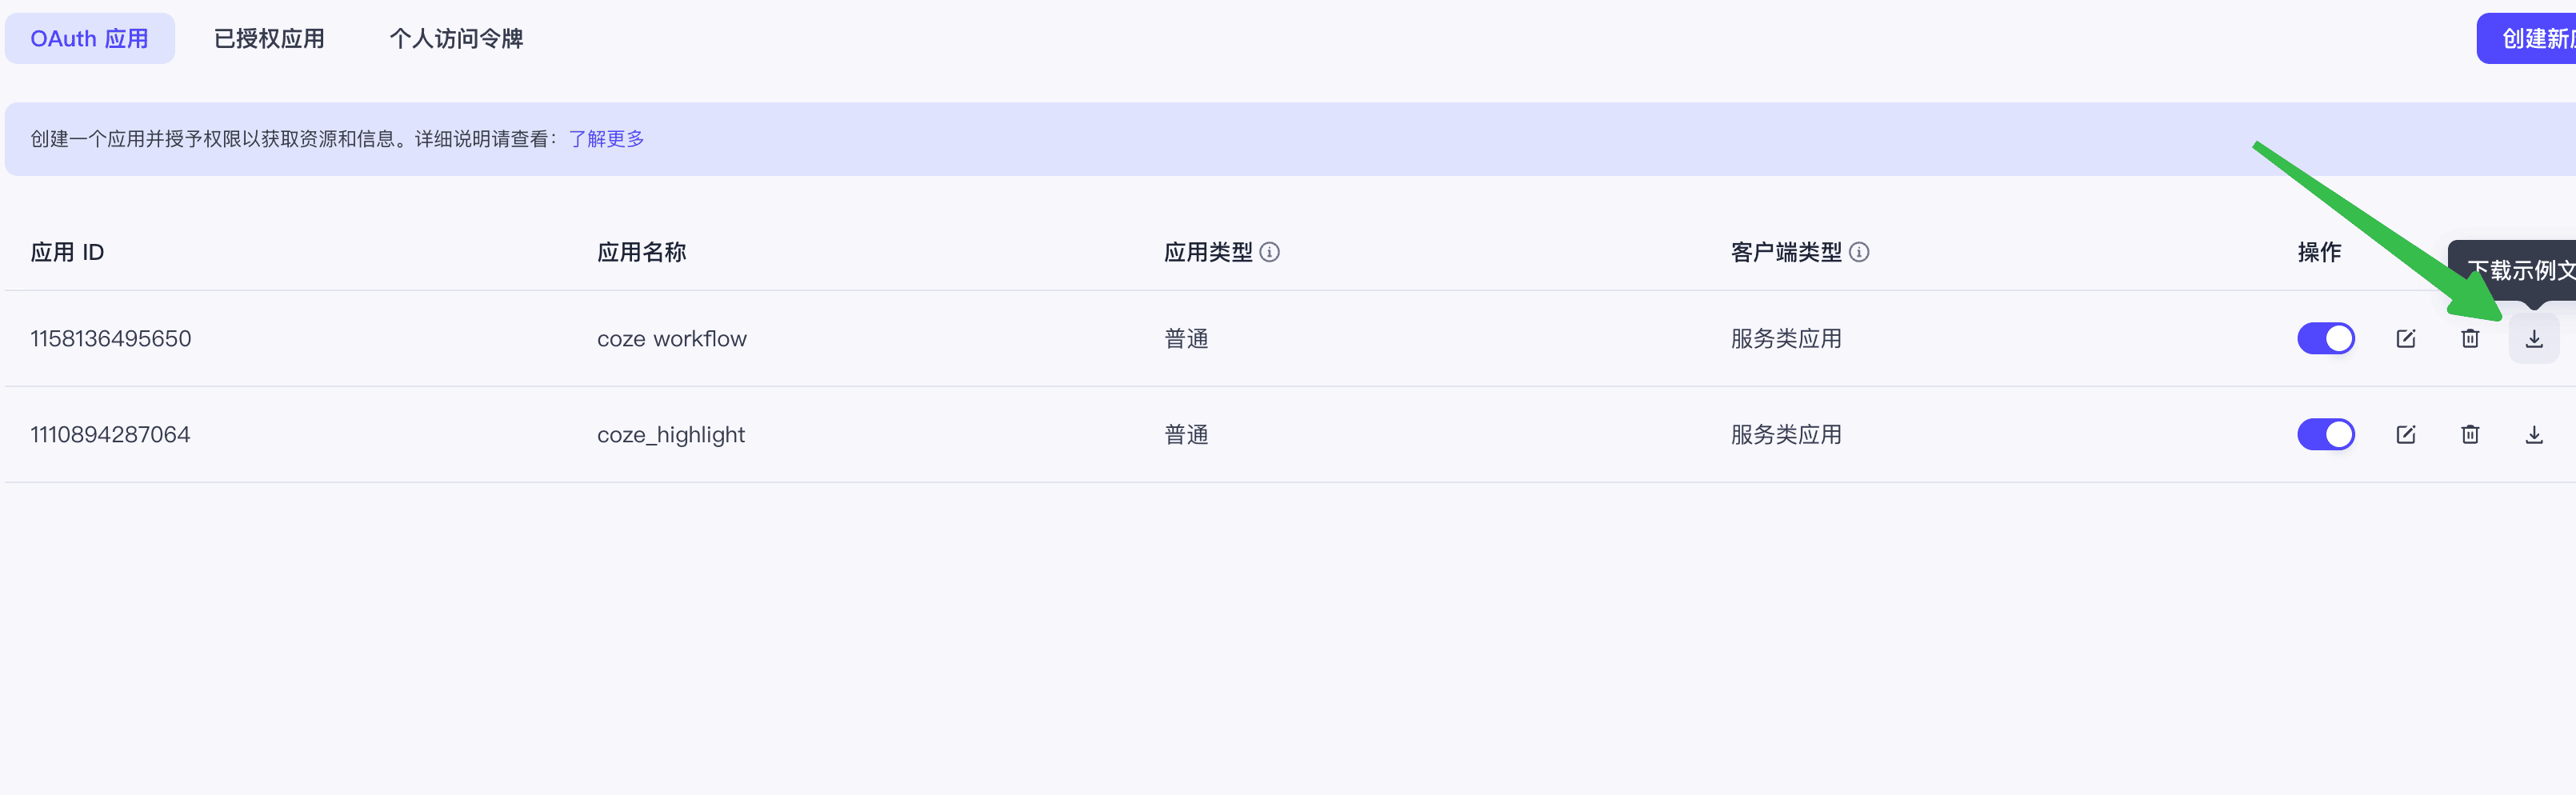 OAuth 应用 已授权应用 个人访问令牌 创建新
创建一个应用并授予权限以获取资源和信息。详细说明请查看：了解更多
应用 ID 应用名称 应用类型 客户端类型 操作
下载示例文
1158136495650 coze workflow 普通 服务类应用
1110894287064 coze_highlight 普通 服务类应用